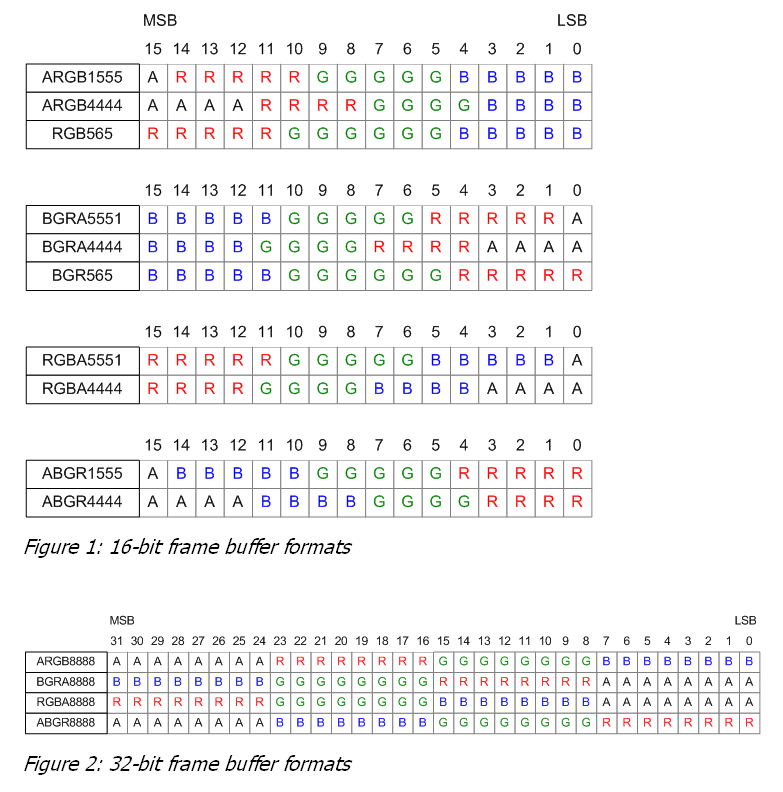 MSB LSB
15 14 13 12 11 10 9 8 7 6 5 4 3 2 1 0
ARGB1555 A R R R R R G G G G G B B B B B
ARGB4444 A A A A R R R R G G G G B B B B
RGB565 R R R R R G G G G G G B B B B B
15 14 13 12 11 10 9 8 7 6 5 4 3 2 1 0
BGRA5551 B B B B B G G G G G R R R R R A
BGRA4444 B B B B G G G G R R R R A A A A
BGR565 B B B B B G G G G G G R R R R R
15 14 13 12 11 10 9 8 7 6 5 4 3 2 1 0
RGBA5551 R R R R R G G G G G B B B B B A
RGBA4444 R R R R G G G G B B B B A A A A
15 14 13 12 11 10 9 8 7 6 5 4 3 2 1 0
ABGR1555 A B B B B B G G G G G R R R R R
ABGR4444 A A A A B B B B G G G G R R R R
Figure 1: 16-bit frame buffer formats
MSB LSB
31 30 29 28 27 26 25 24 23 22 21 20 19 18 17 16 15 14 13 12 11 10 9 8 7 6 5 4 3 2 1 0
ARGB8888 A A A A A A A A R R R R R R R R G G G G G G G G B B B B B B B B
BGRA8888 B B B B B B B B G G G G G G G G R R R R R R R R A A A A A A A A
RGBA8888 R R R R R R R R G G G G G G G G B B B B B B B B A A A A A A A A
ABGR8888 A A A A A A A A B B B B B B B B G G G G G G G G R R R R R R R R
Figure 2: 32-bit frame buffer formats